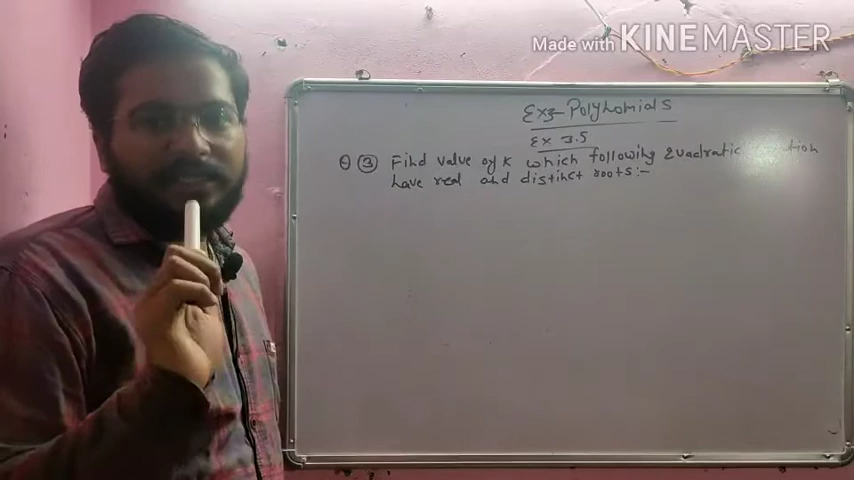 Made with KINEMASTER
Ex3- Polynomials
Ex 3.5
Q ③ Find value of K which following Quadratic
have real and distinct roots:-